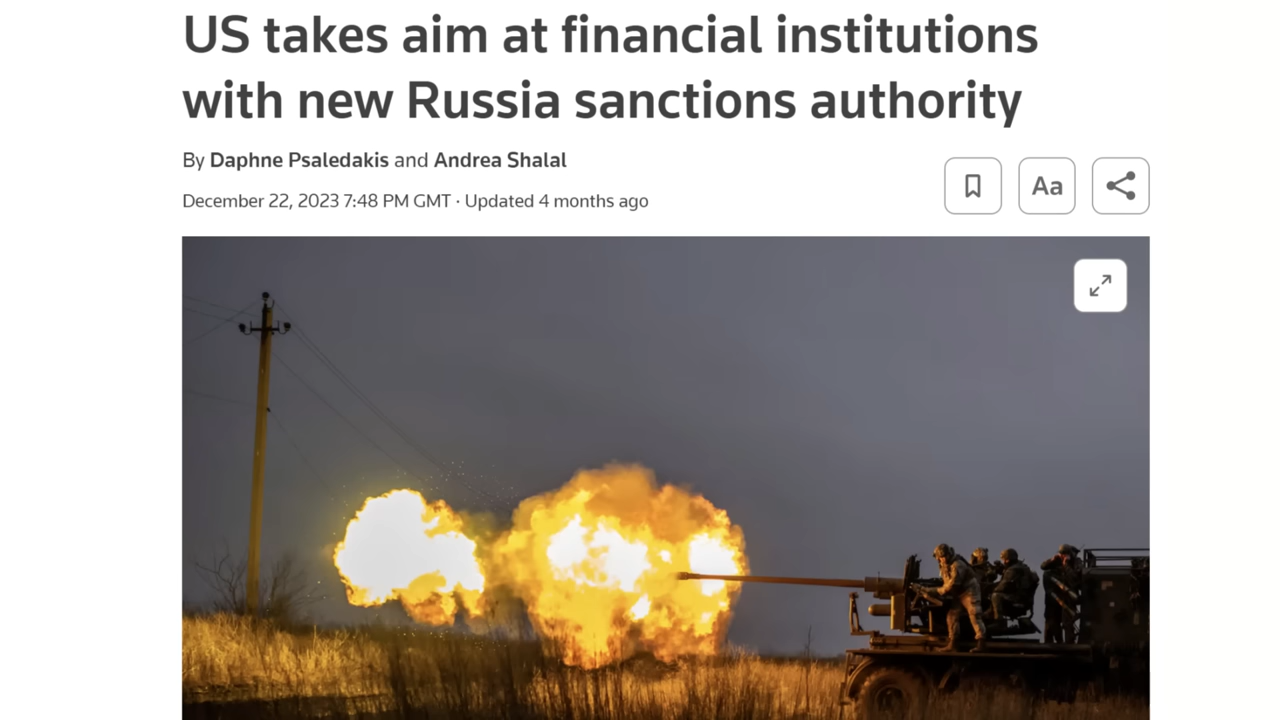 US takes aim at financial institutions
with new Russia sanctions authority
By Daphne Psaledakis and Andrea Shalal
December 22, 2023 7:48 PM GMT · Updated 4 months ago
Aa